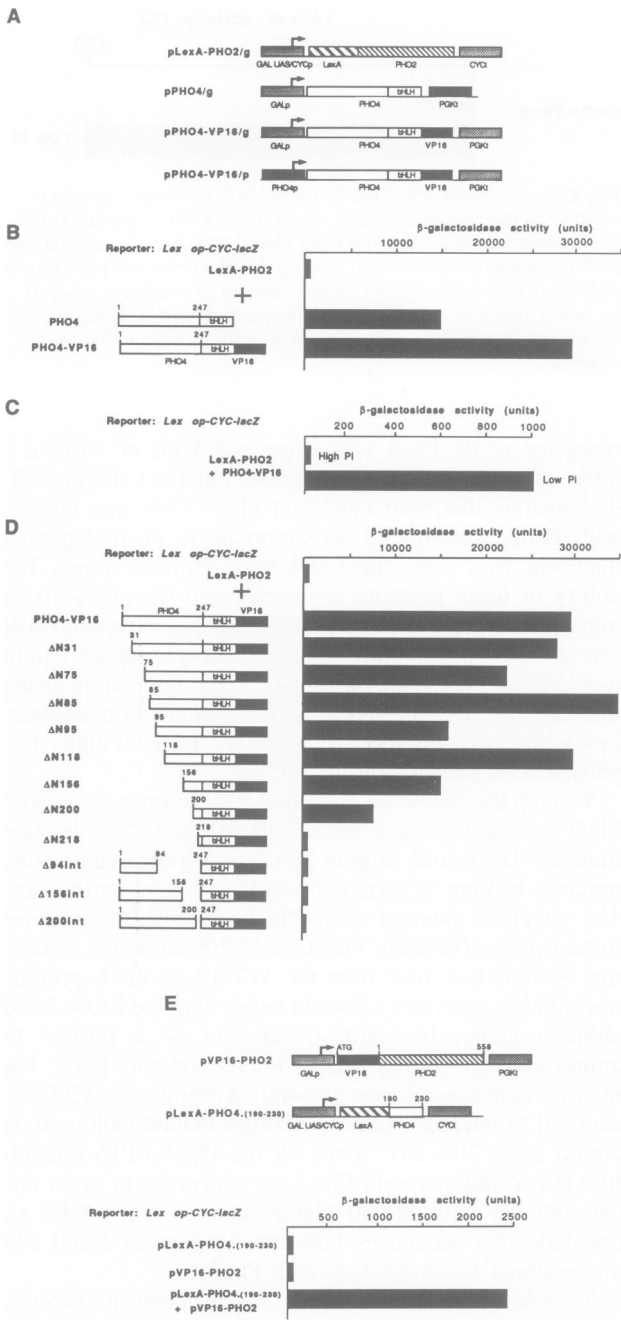 A
pLexA-PHO2/g
GAL UAS/CYCp LexA PHO2 CYCt
pPHO4/g
bHLH
GALp PHO4 PGKt
pPHO4-VP16/g
bHLH
GALp PHO4 VP16 PGKt
pPHO4-VP16/p
bHLH
PHO4p PHO4 VP16 PGKt
B
β-galactosidase activity (units)
Reporter: Lex op-CYC-lacZ
10000 20000 30000
LexA-PHO2
+
1 247
PHO4 bHLH
1 247
PHO4-VP16 bHLH
PHO4 VP16
C
β-galactosidase activity (units)
Reporter: Lex op-CYC-lacZ
200 400 600 800 1000
LexA-PHO2
+ PHO4-VP16
High Pi
Low Pi
D
β-galactosidase activity (units)
Reporter: Lex op-CYC-lacZ
10000 20000 30000
LexA-PHO2
+
1 PHO4 247 VP16
PHO4-VP16 bHLH
31
ΔN31 bHLH
75
ΔN75 bHLH
85
ΔN85 bHLH
95
ΔN95 bHLH
118
ΔN118 bHLH
156
ΔN156 bHLH
200
ΔN200 bHLH
218
ΔN218 bHLH
1 94 247
Δ94int bHLH
1 156 247
Δ156int bHLH
1 200 247
Δ200int bHLH
E
ATG 558
pVP16-PHO2
GALp VP16 PHO2 PGKt
190 230
pLexA-PHO4.(190-230)
GAL UAS/CYCp LexA PHO4 CYCt
β-galactosidase activity (units)
Reporter: Lex op-CYC-lacZ
500 1000 1500 2000 2500
pLexA-PHO4.(190-230)
pVP16-PHO2
pLexA-PHO4.(190-230)
+ pVP16-PHO2